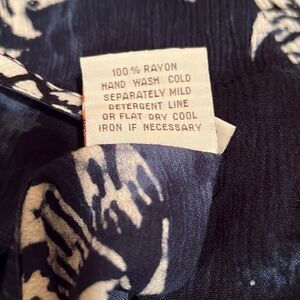 100% RAYON
HAND WASH COLD
SEPARATELY MILD
DETERGENT LINE
OR FLAT DRY COOL
IRON IF NECESSARY